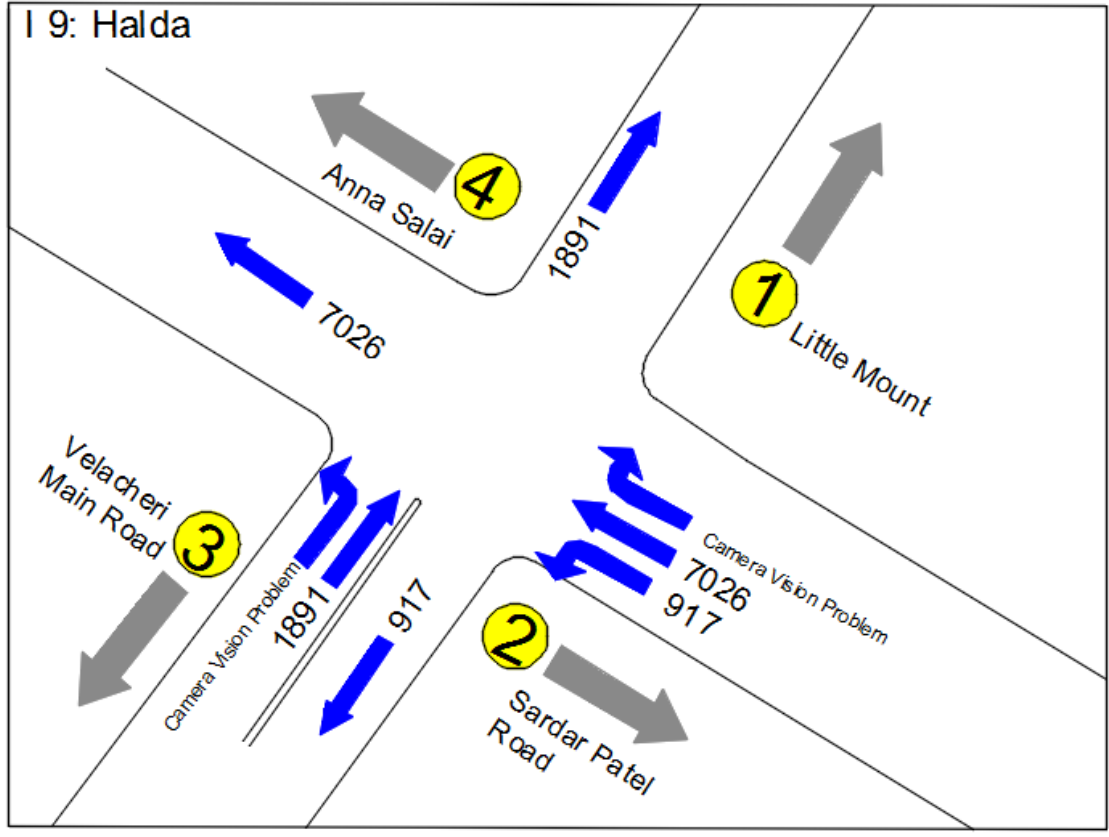 I 9: Halda
4
Anna Salai
1891
1
Little Mount
7026
Velacheri
Main Road
3
Camera Vision Problem
1891
917
Camera Vision Problem
7026
917
2
Sardar Patel
Road